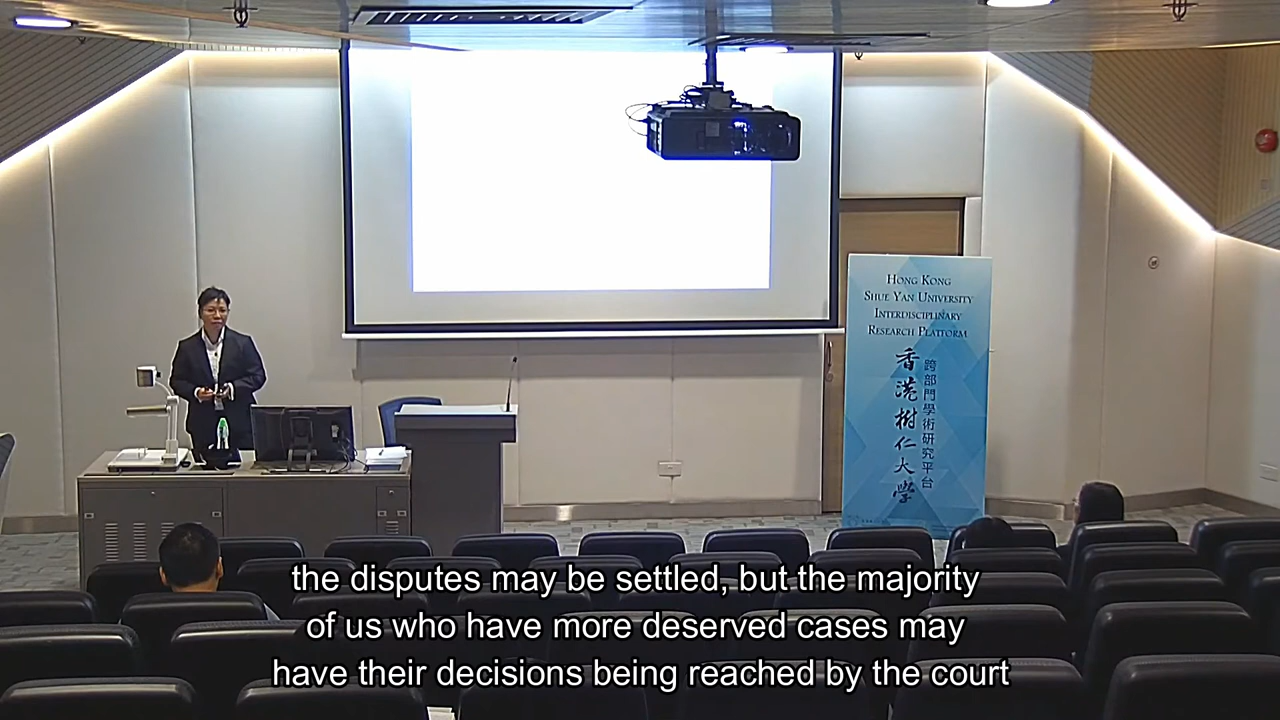 HONG KONG
SHUE YAN UNIVERSITY
INTERDISCIPLINARY
RESEARCH PLATFORM
香港樹仁大學
跨部門學術研究平台
the disputes may be settled, but the majority
of us who have more deserved cases may
have their decisions being reached by the court